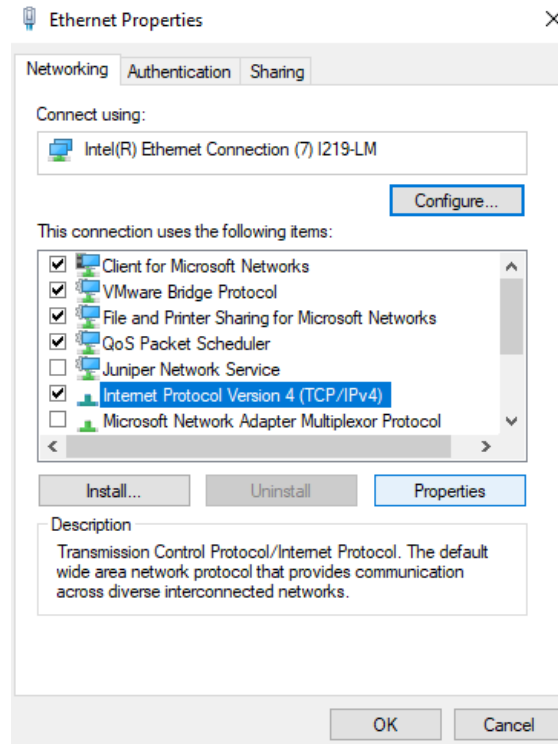 Ethernet Properties
Networking Authentication Sharing
Connect using:
Intel(R) Ethernet Connection (7) I219-LM
Configure...
This connection uses the following items:
Client for Microsoft Networks
VMware Bridge Protocol
File and Printer Sharing for Microsoft Networks
QoS Packet Scheduler
Juniper Network Service
Internet Protocol Version 4 (TCP/IPv4)
Microsoft Network Adapter Multiplexor Protocol
Install... Uninstall Properties
Description
Transmission Control Protocol/Internet Protocol. The default
wide area network protocol that provides communication
across diverse interconnected networks.
OK Cancel